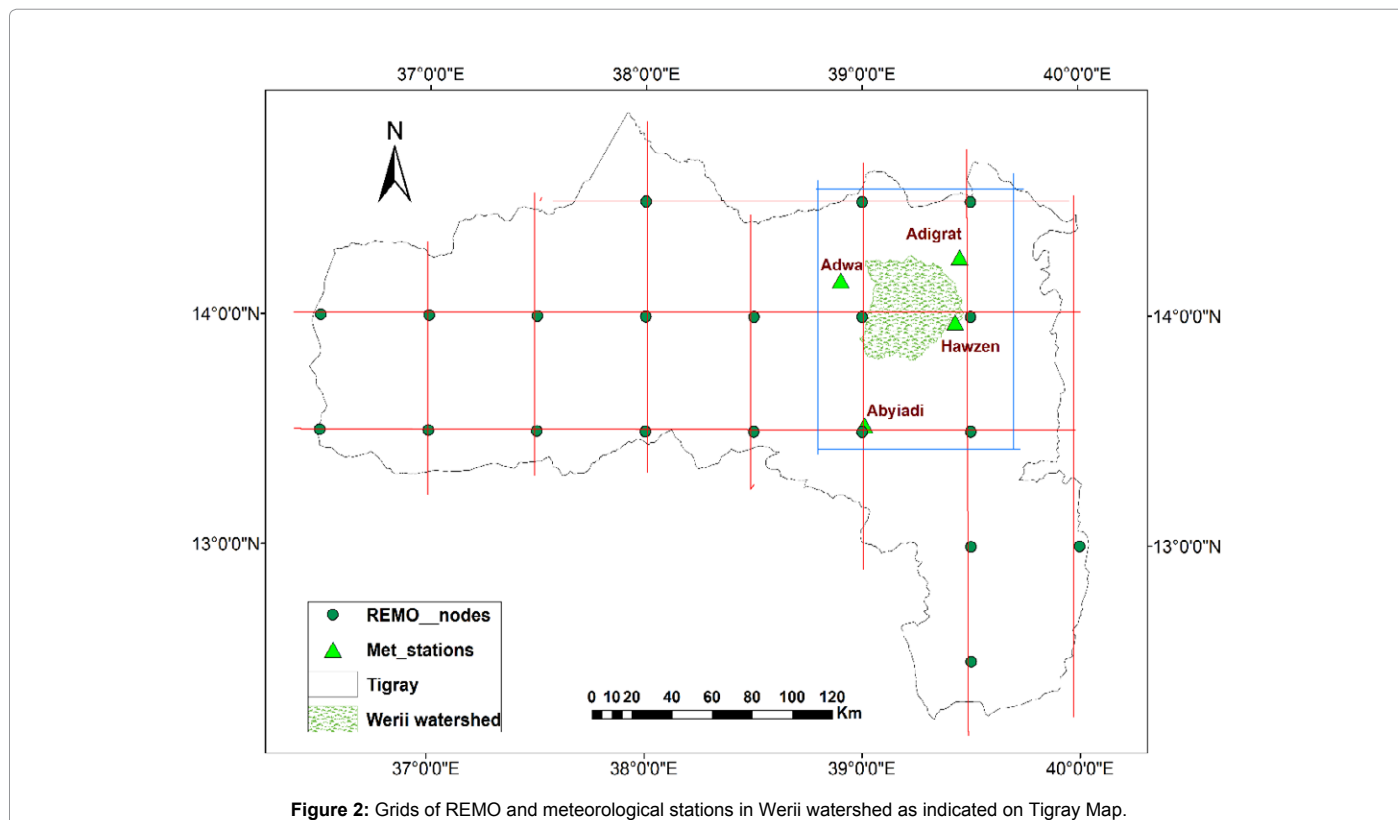 37°0'0"E 38°0'0"E 39°0'0"E 40°0'0"E
N
Adigrat
Adwa
14°0'0"N 14°0'0"N
Hawzen
Abyiadi
13°0'0"N 13°0'0"N
REMO__nodes
Met_stations
Tigray
Werii watershed
0 10 20 40 60 80 100 120
Km
37°0'0"E 38°0'0"E 39°0'0"E 40°0'0"E
Figure 2: Grids of REMO and meteorological stations in Werii watershed as indicated on Tigray Map.